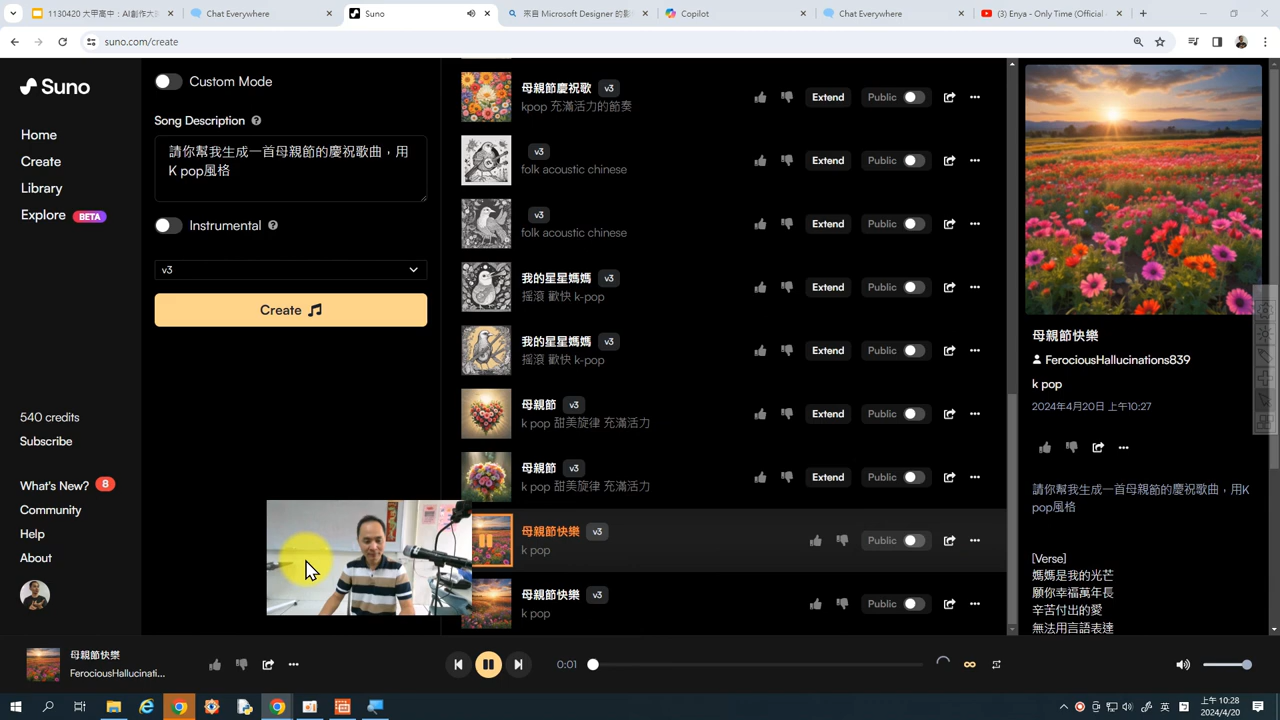 1130420 大甲高中：AI創作大
Chat Everywhere
Suno
來自 Microsoft Designer 的影
Copilot
Chat Everywhere
(3) Enya - Only Time (Official
suno.com/create
Suno
Home
Create
Library
Explore BETA
540 credits
Subscribe
What's New? 8
Community
Help
About
Custom Mode
Song Description
請你幫我生成一首母親節的慶祝歌曲，用
K pop風格
Instrumental
v3
Create
母親節慶祝歌 v3
kpop 充滿活力的節奏
Extend Public
v3
folk acoustic chinese
Extend Public
v3
folk acoustic chinese
Extend Public
我的星星媽媽 v3
搖滾 歡快 k-pop
Extend Public
我的星星媽媽 v3
搖滾 歡快 k-pop
Extend Public
母親節 v3
k pop 甜美旋律 充滿活力
Extend Public
母親節 v3
k pop 甜美旋律 充滿活力
Extend Public
母親節快樂 v3
k pop
Public
母親節快樂 v3
k pop
Public
母親節快樂
FerociousHallucinations839
k pop
2024年4月20日 上午10:27
請你幫我生成一首母親節的慶祝歌曲，用K
pop風格
[Verse]
媽媽是我的光芒
願你幸福萬年長
辛苦付出的愛
無法用言語表達
母親節快樂
FerociousHallucinati...
0:01
上午 10:28
2024/4/20